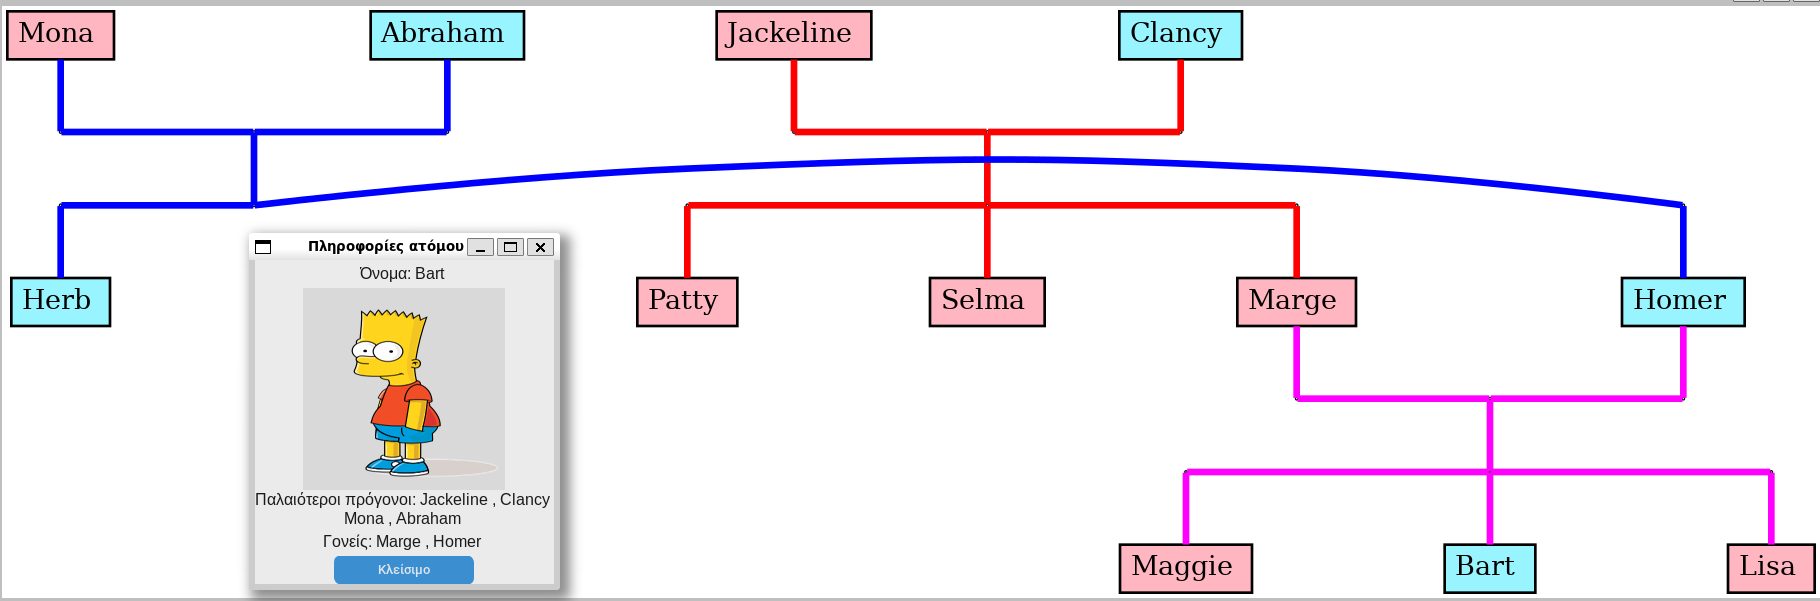 Mona
Abraham
Jackeline
Clancy
Herb
Patty
Selma
Marge
Homer
Πληροφορίες ατόμου
Όνομα: Bart
Παλαιότεροι πρόγονοι: Jackeline , Clancy
Mona , Abraham
Γονείς: Marge , Homer
Κλείσιμο
Maggie
Bart
Lisa